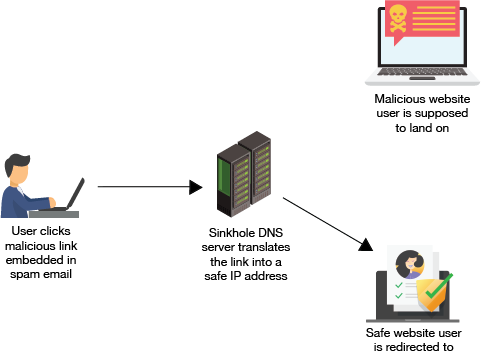 Malicious website
user is supposed
to land on
User clicks
malicious link
embedded in
spam email
Sinkhole DNS
server translates
the link into a
safe IP address
Safe website user
is redirected to